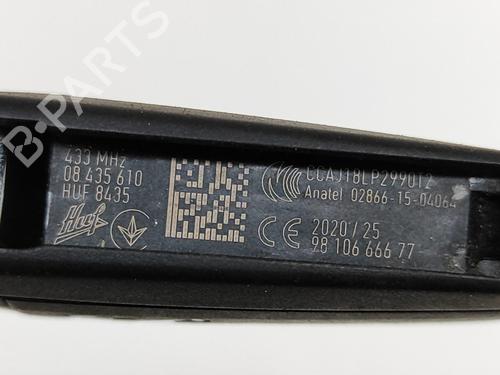 433 MHz
08 435 610
HUF 8435
Huf
CCAJ18LP2990T2
Anatel 02866-15-04064
CE 2020/25
98 106 666 77
B-PARTS